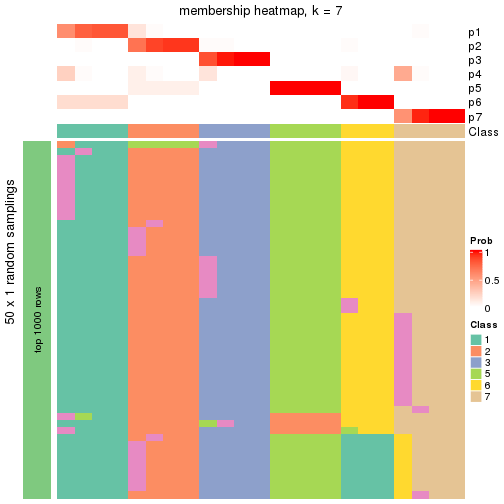 membership heatmap, k = 7
p1
p2
p3
p4
p5
p6
p7
Class
50 x 1 random samplings
top 1000 rows
Prob
1
0.5
0
Class
1
2
3
5
6
7